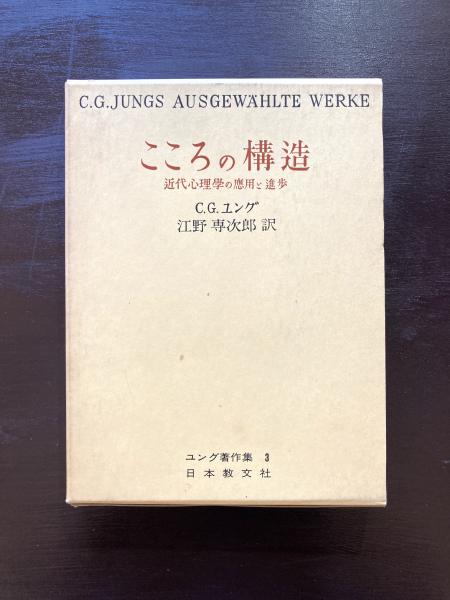 C.G.JUNGS AUSGEWÄHLTE WERKE
こころの構造
近代心理學の應用と進歩
C.G.ユング
江野専次郎 訳
ユング著作集 3
日本教文社